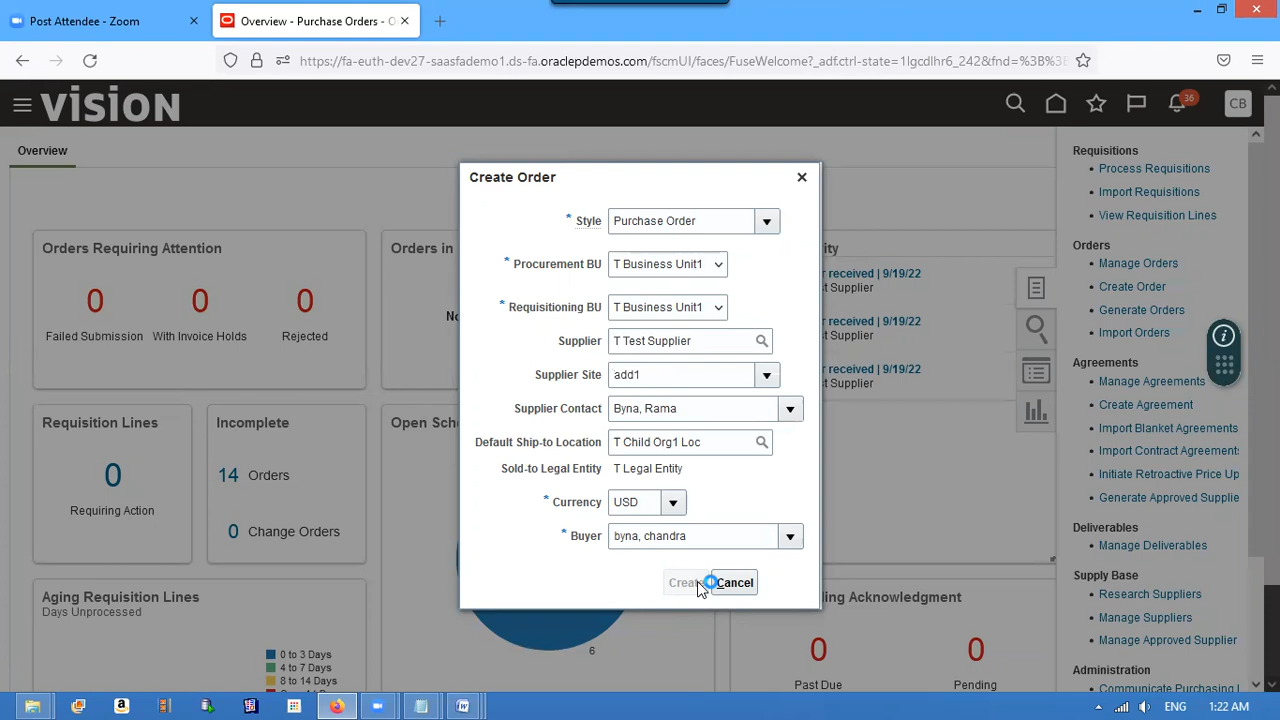 Post Attendee - Zoom
Overview - Purchase Orders - O
https://fa-euth-dev27-saasfademo1.ds-fa.oraclepdemos.com/fscmUI/faces/FuseWelcome?_adf.ctrl-state=1lgcdlhr6_242&fnd=%3B%3B
VISION
36
CB
Overview
Orders Requiring Attention
0
0
0
Failed Submission
With Invoice Holds
Rejected
Orders in
Requisition Lines
0
Requiring Action
Incomplete
14 Orders
0 Change Orders
Open
Aging Requisition Lines
Days Unprocessed
0 to 3 Days
4 to 7 Days
8 to 14 Days
6
received | 9/19/22
Supplier
received | 9/19/22
Supplier
received | 9/19/22
Supplier
Acknowledgment
0
0
Past Due
Pending
Create Order
* Style Purchase Order
* Procurement BU T Business Unit1
* Requisitioning BU T Business Unit1
Supplier T Test Supplier
Supplier Site add1
Supplier Contact Byna, Rama
Default Ship-to Location T Child Org1 Loc
Sold-to Legal Entity T Legal Entity
* Currency USD
* Buyer byna, chandra
Cancel
Requisitions
Process Requisitions
Import Requisitions
View Requisition Lines
Orders
Manage Orders
Create Order
Generate Orders
Import Orders
Agreements
Manage Agreements
Create Agreement
Import Blanket Agreements
Import Contract Agreements
Initiate Retroactive Price Up
Generate Approved Supplie
Deliverables
Manage Deliverables
Supply Base
Research Suppliers
Manage Suppliers
Manage Approved Supplier
Administration
Communicate Purchasing
ENG
1:22 AM